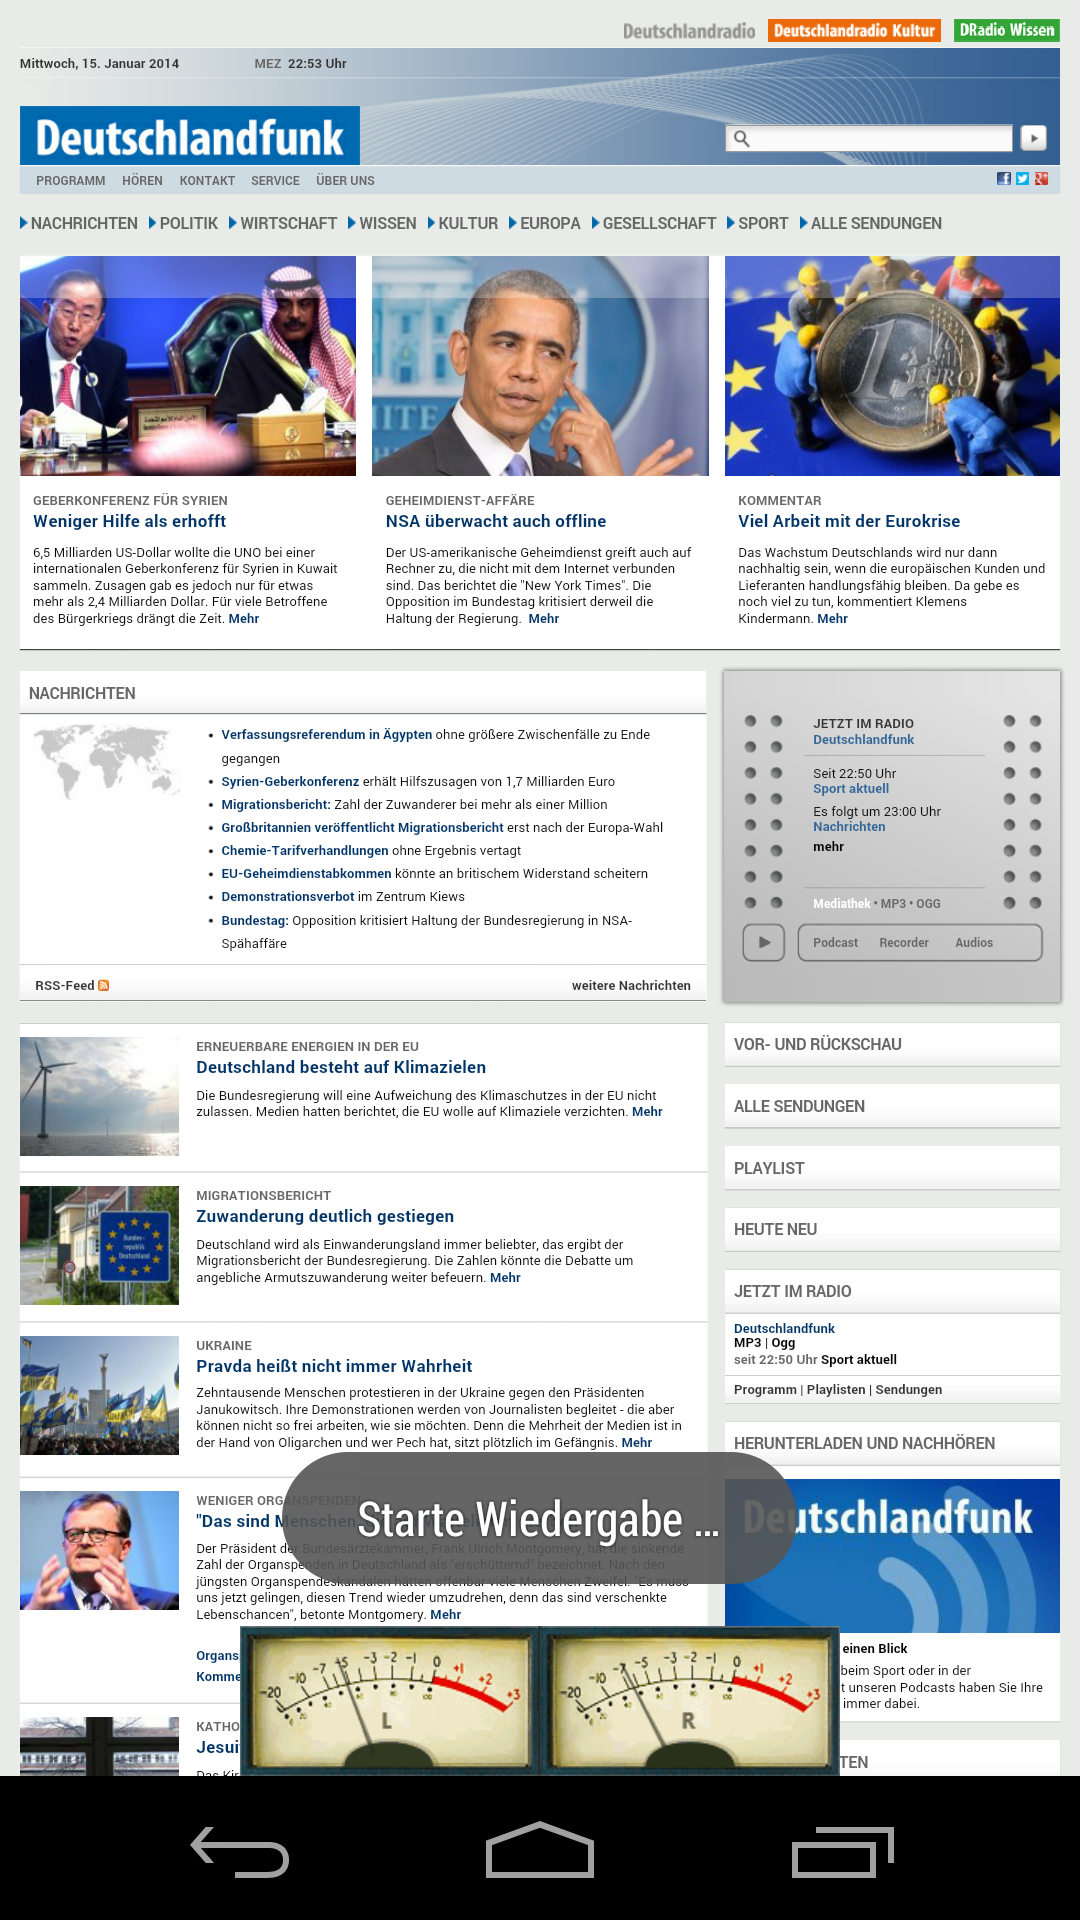 Deutschlandradio Deutschlandradio Kultur DRadio Wissen
Mittwoch, 15. Januar 2014 MEZ 22:53 Uhr
Deutschlandfunk
PROGRAMM HÖREN KONTAKT SERVICE ÜBER UNS
NACHRICHTEN POLITIK WIRTSCHAFT WISSEN KULTUR EUROPA GESELLSCHAFT SPORT ALLE SENDUNGEN
GEBERKONFERENZ FÜR SYRIEN
Weniger Hilfe als erhofft
6,5 Milliarden US-Dollar wollte die UNO bei einer
internationalen Geberkonferenz für Syrien in Kuwait
sammeln. Zusagen gab es jedoch nur für etwas
mehr als 2,4 Milliarden Dollar. Für viele Betroffene
des Bürgerkriegs drängt die Zeit. Mehr
GEHEIMDIENST-AFFÄRE
NSA überwacht auch offline
Der US-amerikanische Geheimdienst greift auch auf
Rechner zu, die nicht mit dem Internet verbunden
sind. Das berichtet die "New York Times". Die
Opposition im Bundestag kritisiert derweil die
Haltung der Regierung. Mehr
KOMMENTAR
Viel Arbeit mit der Eurokrise
Das Wachstum Deutschlands wird nur dann
nachhaltig sein, wenn die europäischen Kunden und
Lieferanten handlungsfähig bleiben. Da gebe es
noch viel zu tun, kommentiert Klemens
Kindermann. Mehr
NACHRICHTEN
• Verfassungsreferendum in Ägypten ohne größere Zwischenfälle zu Ende
gegangen
• Syrien-Geberkonferenz erhält Hilfszusagen von 1,7 Milliarden Euro
• Migrationsbericht: Zahl der Zuwanderer bei mehr als einer Million
• Großbritannien veröffentlicht Migrationsbericht erst nach der Europa-Wahl
• Chemie-Tarifverhandlungen ohne Ergebnis vertagt
• EU-Geheimdienstabkommen könnte an britischem Widerstand scheitern
• Demonstrationsverbot im Zentrum Kiews
• Bundestag: Opposition kritisiert Haltung der Bundesregierung in NSA-
Spähaffäre
RSS-Feed weitere Nachrichten
JETZT IM RADIO
Deutschlandfunk
Seit 22:50 Uhr
Sport aktuell
Es folgt um 23:00 Uhr
Nachrichten
mehr
Mediathek • MP3 • OGG
Podcast Recorder Audios
ERNEUERBARE ENERGIEN IN DER EU
Deutschland besteht auf Klimazielen
Die Bundesregierung will eine Aufweichung des Klimaschutzes in der EU nicht
zulassen. Medien hatten berichtet, die EU wolle auf Klimaziele verzichten. Mehr
MIGRATIONSBERICHT
Zuwanderung deutlich gestiegen
Deutschland wird als Einwanderungsland immer beliebter, das ergibt der
Migrationsbericht der Bundesregierung. Die Zahlen könnte die Debatte um
angebliche Armutszuwanderung weiter befeuern. Mehr
Bundes-
republik
Deutschland
UKRAINE
Pravda heißt nicht immer Wahrheit
Zehntausende Menschen protestieren in der Ukraine gegen den Präsidenten
Janukowitsch. Ihre Demonstrationen werden von Journalisten begleitet - die aber
können nicht so frei arbeiten, wie sie möchten. Denn die Mehrheit der Medien ist in
der Hand von Oligarchen und wer Pech hat, sitzt plötzlich im Gefängnis. Mehr
WENIGER ORGANSPENDEN
"Das sind Menschen,
Der Präsident der Bundesärztekammer, Frank Ulrich Montgomery, hat die sinkende
Zahl der Organspenden in Deutschland als "erschütternd" bezeichnet. Nach den
jüngsten Organspendeskandalen hätten offenbar viele Menschen Zweifel. "Es muss
uns jetzt gelingen, diesen Trend wieder umzudrehen, denn das sind verschenkte
Lebenschancen", betonte Montgomery. Mehr
Organs
Komme
KATHO
Jesui
Das Kir
Starte Wiedergabe ...
-20 -10 -7 -5 -3 -2 -1 0 +1 +2 +3
L
-20 -10 -7 -5 -3 -2 -1 0 +1 +2 +3
R
VOR- UND RÜCKSCHAU
ALLE SENDUNGEN
PLAYLIST
HEUTE NEU
JETZT IM RADIO
Deutschlandfunk
MP3 | Ogg
seit 22:50 Uhr Sport aktuell
Programm | Playlisten | Sendungen
HERUNTERLADEN UND NACHHÖREN
Deutschlandfunk
einen Blick
beim Sport oder in der
t unseren Podcasts haben Sie Ihre
immer dabei.
TEN